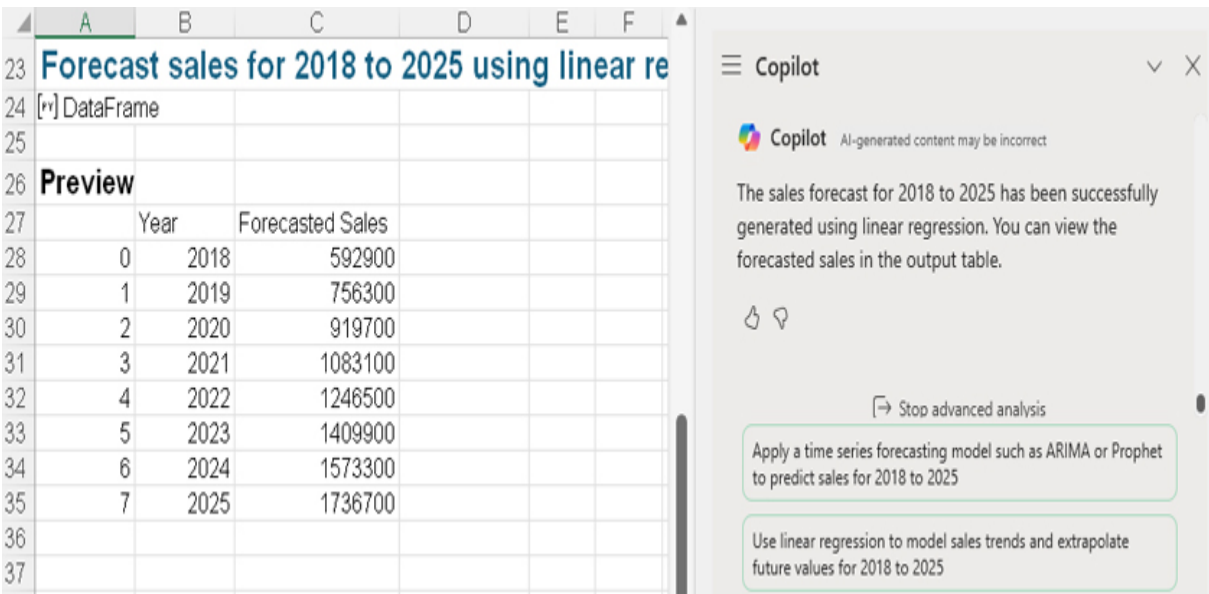 A B C D E F
23 Forecast sales for 2018 to 2025 using linear re
24 [PY] DataFrame
25
26 Preview
27 Year Forecasted Sales
28 0 2018 592900
29 1 2019 756300
30 2 2020 919700
31 3 2021 1083100
32 4 2022 1246500
33 5 2023 1409900
34 6 2024 1573300
35 7 2025 1736700
36
37
Copilot
Copilot AI-generated content may be incorrect
The sales forecast for 2018 to 2025 has been successfully
generated using linear regression. You can view the
forecasted sales in the output table.
Stop advanced analysis
Apply a time series forecasting model such as ARIMA or Prophet
to predict sales for 2018 to 2025
Use linear regression to model sales trends and extrapolate
future values for 2018 to 2025